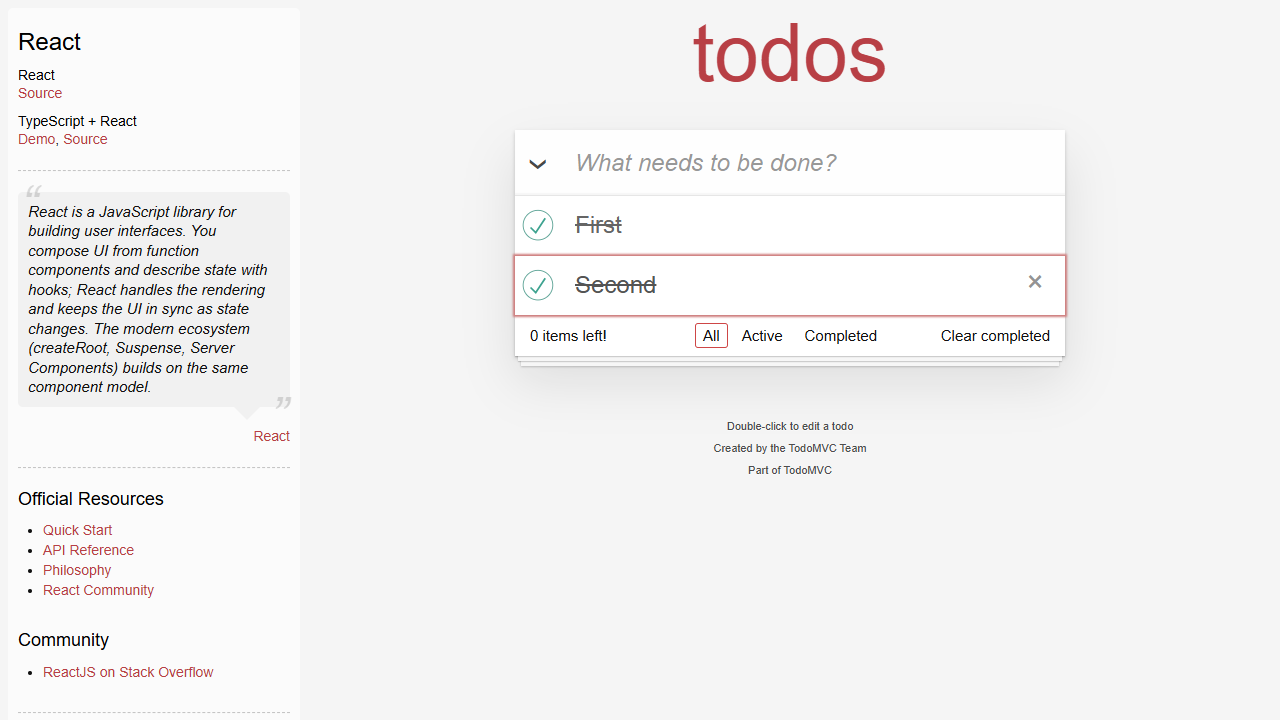 React
React
Source
TypeScript + React
Demo, Source
“
React is a JavaScript library for
building user interfaces. You
compose UI from function
components and describe state with
hooks; React handles the rendering
and keeps the UI in sync as state
changes. The modern ecosystem
(createRoot, Suspense, Server
Components) builds on the same
component model.
”
React
Official Resources
Quick Start
API Reference
Philosophy
React Community
Community
ReactJS on Stack Overflow
todos
What needs to be done?
First
Second ×
0 items left! All Active Completed Clear completed
Double-click to edit a todo
Created by the TodoMVC Team
Part of TodoMVC